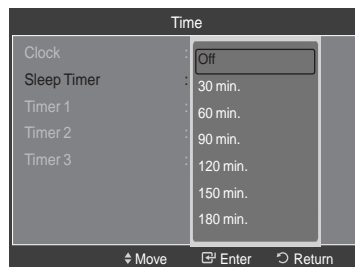 Time
Clock :
Sleep Timer :
Timer 1 :
Timer 2 :
Timer 3 :
Off
30 min.
60 min.
90 min.
120 min.
150 min.
180 min.
Move Enter Return